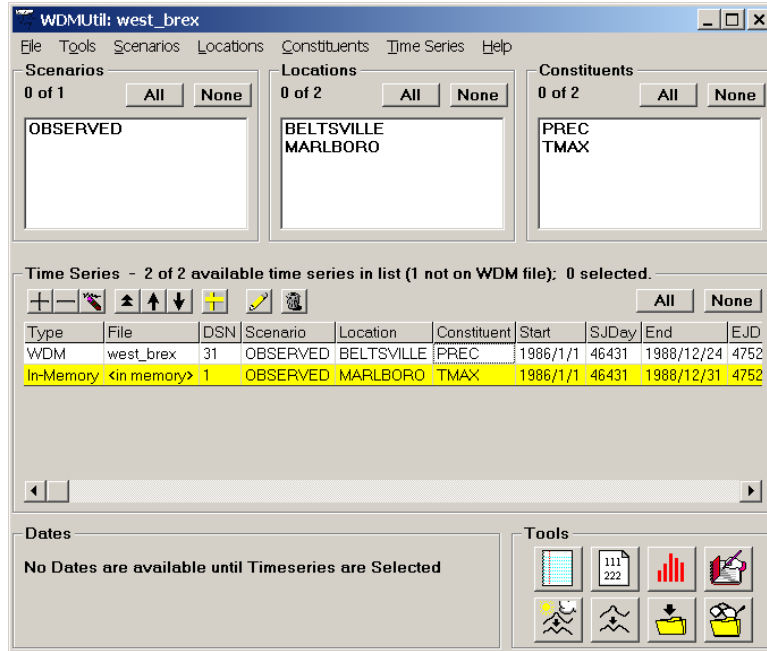 WDMUtil: west_brex
File Tools Scenarios Locations Constituents Time Series Help
Scenarios
0 of 1 All None
OBSERVED
Locations
0 of 2 All None
BELTSVILLE
MARLBORO
Constituents
0 of 2 All None
PREC
TMAX
Time Series - 2 of 2 available time series in list (1 not on WDM file); 0 selected.
All None
Type File DSN Scenario Location Constituent Start SJDay End EJD
WDM west_brex 31 OBSERVED BELTSVILLE PREC 1986/1/1 46431 1988/12/24 4752
In-Memory <in memory> 1 OBSERVED MARLBORO TMAX 1986/1/1 46431 1988/12/31 4752
Dates
No Dates are available until Timeseries are Selected
Tools
111
222